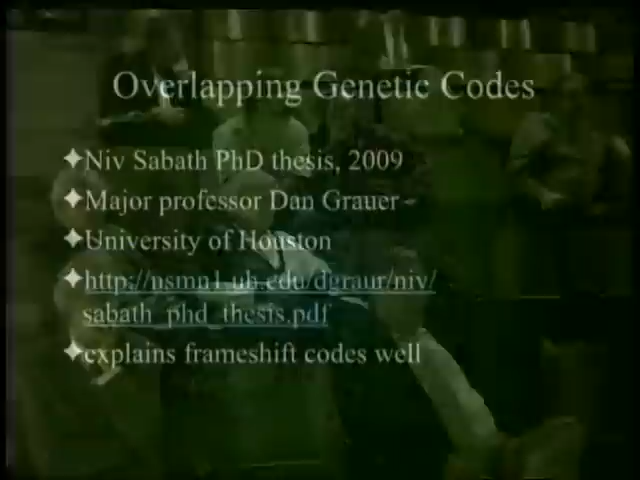 Overlapping Genetic Codes
✦Niv Sabath PhD thesis, 2009
✦Major professor Dan Grauer
✦University of Houston
✦http://nsmn1.uh.edu/dgraur/niv/
sabath_phd_thesis.pdf
✦explains frameshift codes well